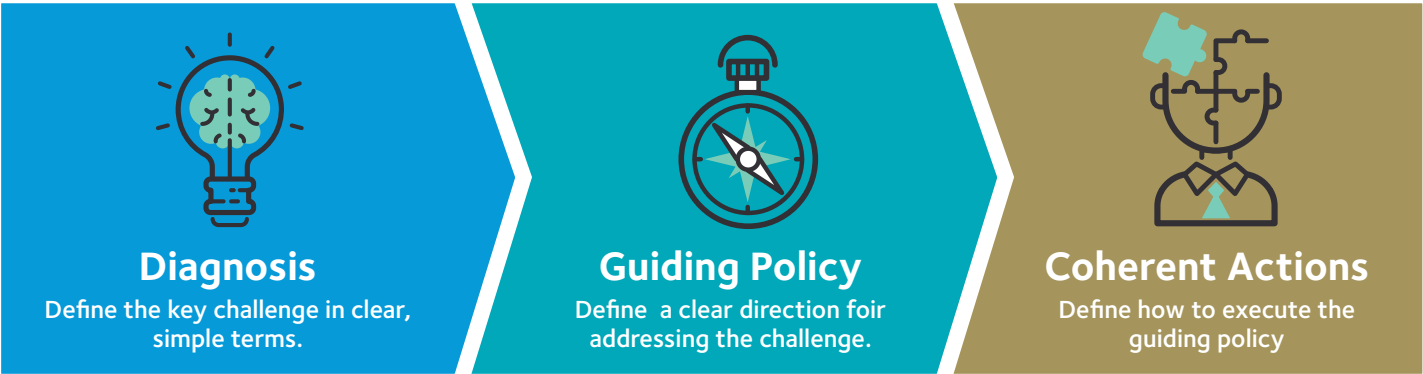 Diagnosis
Define the key challenge in clear,
simple terms.
Guiding Policy
Define  a clear direction foir
addressing the challenge.
Coherent Actions
Define how to execute the
guiding policy